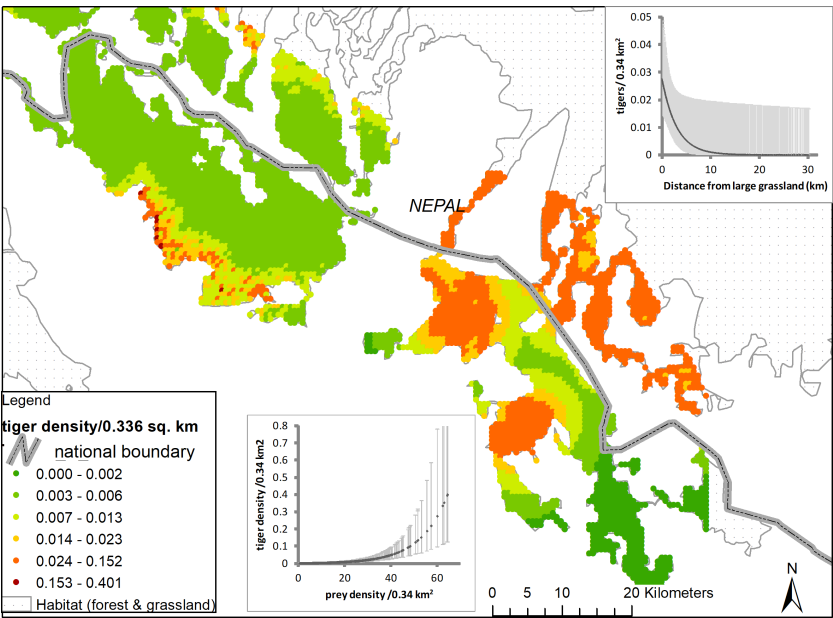 0.05
0.04
0.03
0.02
0.01
0
tigers/ 0.34 km²
0 10 20 30
Distance from large grassland (km)
NEPAL
Legend
tiger density/0.336 sq. km
national boundary
0.000 - 0.002
0.003 - 0.006
0.007 - 0.013
0.014 - 0.023
0.024 - 0.152
0.153 - 0.401
Habitat (forest & grassland)
0.8
0.7
0.6
0.5
0.4
0.3
0.2
0.1
0
tiger density /0.34 km2
0 20 40 60
prey density /0.34 km²
0 5 10 20 Kilometers
N